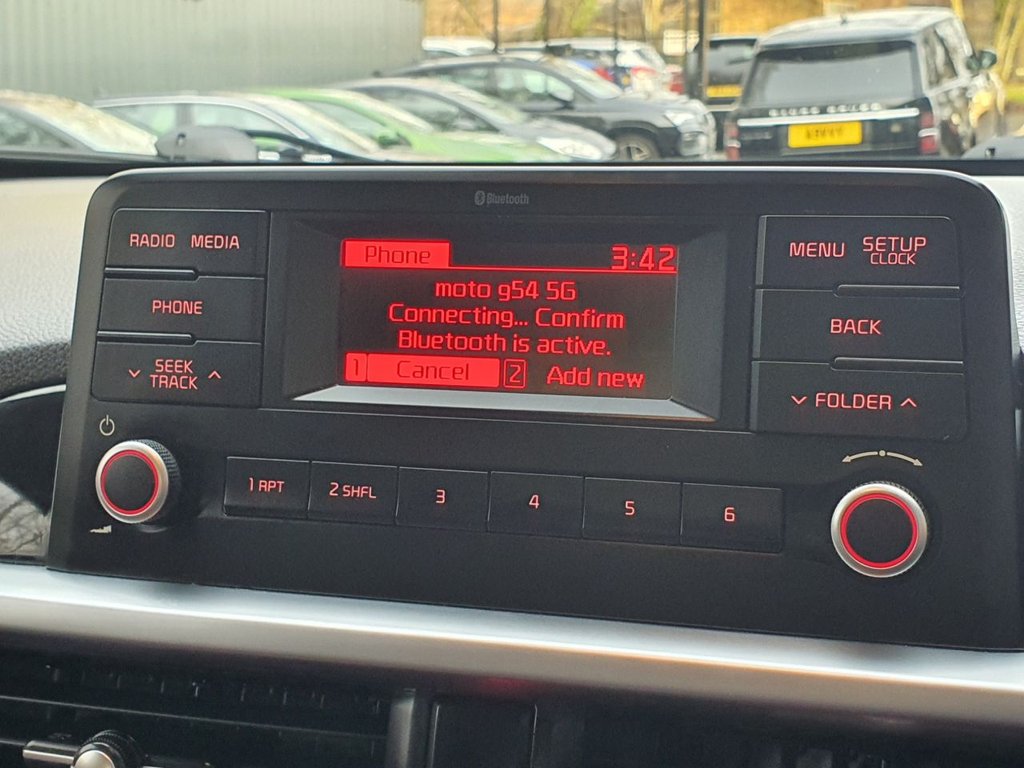 Bluetooth
RADIO MEDIA
PHONE
SEEK
TRACK
Phone 3:42
moto g54 5G
Connecting... Confirm
Bluetooth is active.
1 Cancel 2 Add new
MENU SETUP
CLOCK
BACK
FOLDER
1 RPT 2 SHFL 3 4 5 6